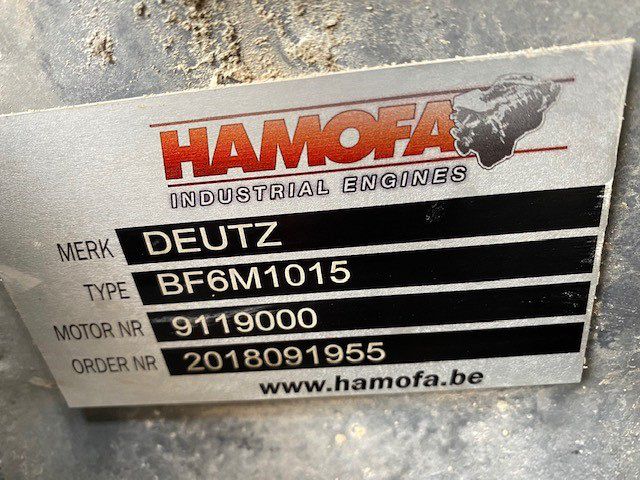 HAMOFA
INDUSTRIAL ENGINES
MERK DEUTZ
TYPE BF6M1015
MOTOR NR 9119000
ORDER NR 2018091955
www.hamofa.be